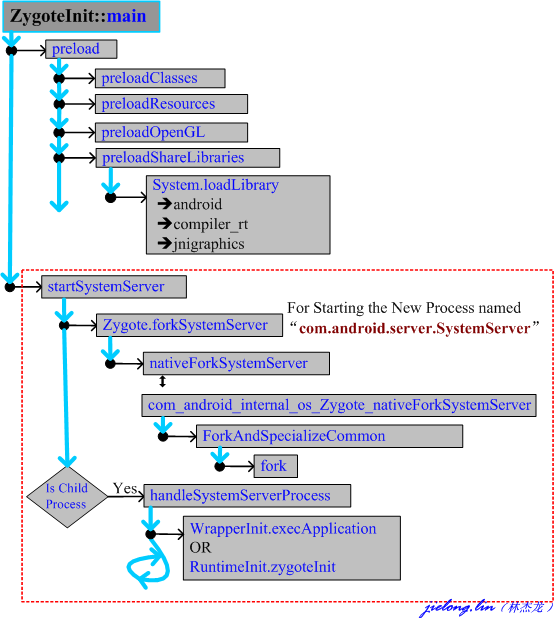 ZygoteInit::main
preload
preloadClasses
preloadResources
preloadOpenGL
preloadShareLibraries
System.loadLibrary
➔android
➔compiler_rt
➔jnigraphics
startSystemServer
For Starting the New Process named
“com.android.server.SystemServer”
Zygote.forkSystemServer
nativeForkSystemServer
com_android_internal_os_Zygote_nativeForkSystemServer
ForkAndSpecializeCommon
fork
Is Child
Process
Yes
handleSystemServerProcess
WrapperInit.execApplication
OR
RuntimeInit.zygoteInit
jielong.lin（林杰龙）